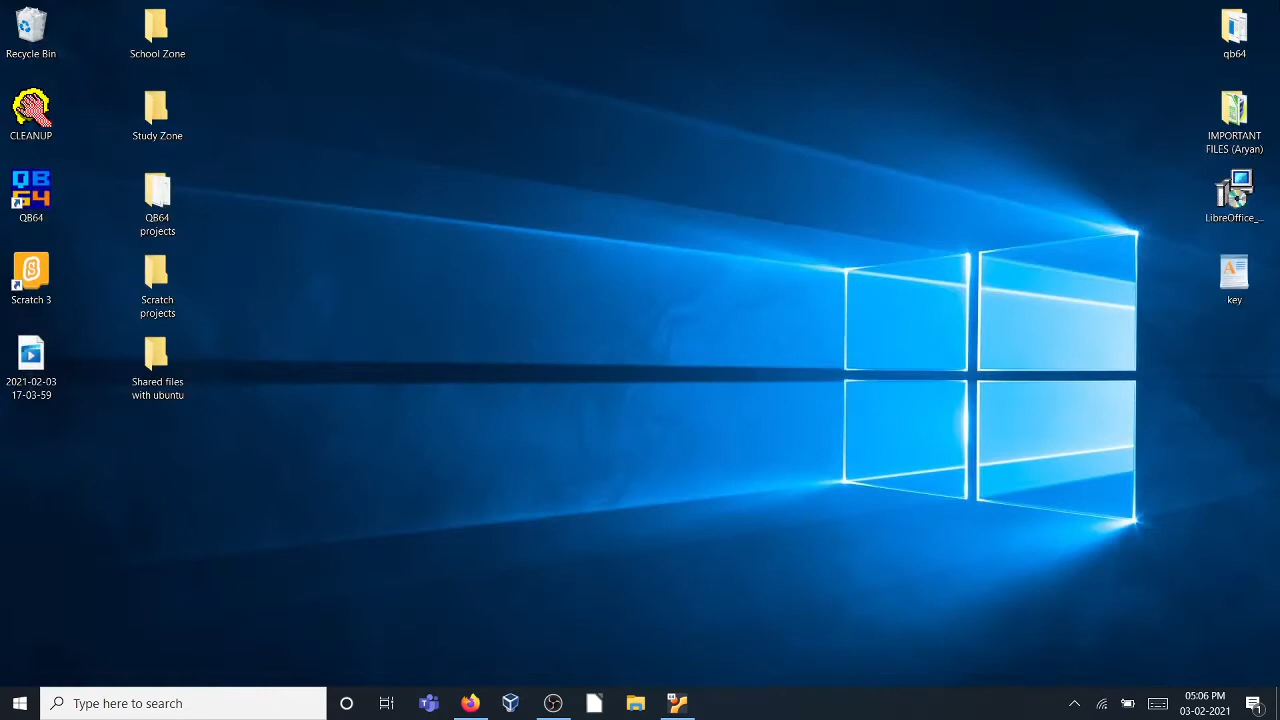 Recycle Bin
CLEANUP
QB64
Scratch 3
2021-02-03
17-03-59
School Zone
Study Zone
QB64
projects
Scratch
projects
Shared files
with ubuntu
qb64
IMPORTANT
FILES (Aryan)
LibreOffice_...
key
Type here to search
05:06 PM
03-02-2021